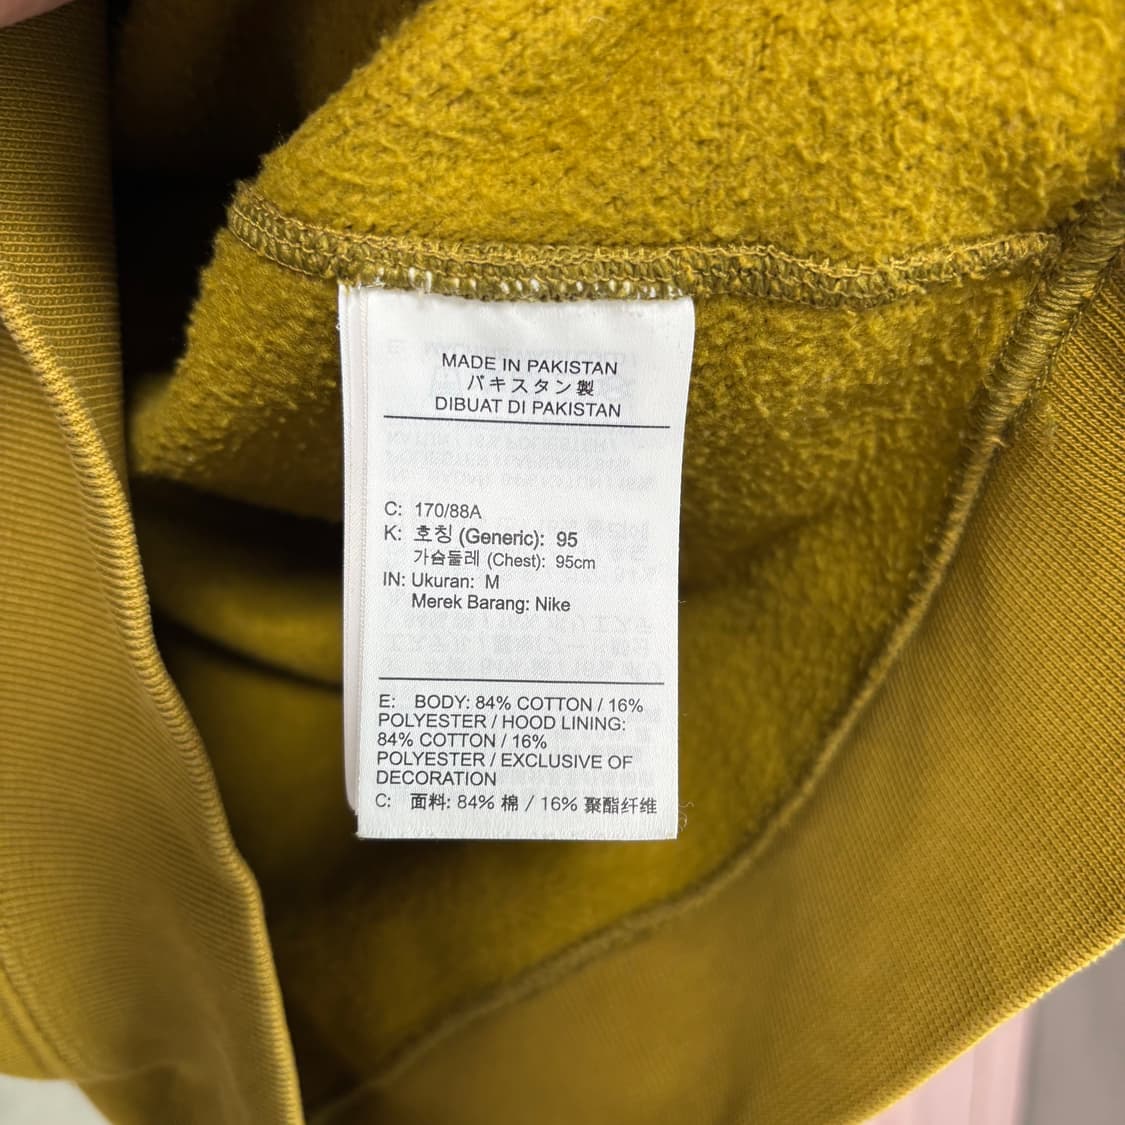 MADE IN PAKISTAN
パキスタン製
DIBUAT DI PAKISTAN
C: 170/88A
K: 호칭 (Generic): 95
가슴둘레 (Chest): 95cm
IN: Ukuran: M
Merek Barang: Nike
E: BODY: 84% COTTON / 16%
POLYESTER / HOOD LINING:
84% COTTON / 16%
POLYESTER / EXCLUSIVE OF
DECORATION
C: 面料: 84% 棉 / 16% 聚酯纤维